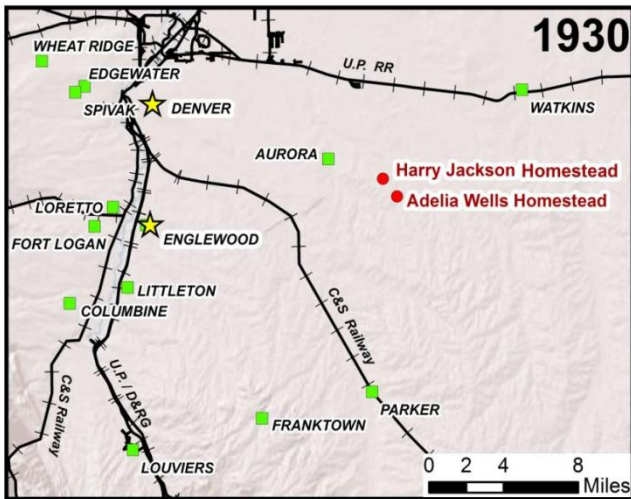 1930
WHEAT RIDGE
U.P. RR
EDGEWATER
SPIVAK
DENVER
WATKINS
AURORA
Harry Jackson Homestead
Adelia Wells Homestead
LORETTO
FORT LOGAN
ENGLEWOOD
LITTLETON
COLUMBINE
C&S Railway
C&S Railway
U.P. / D&RG
PARKER
FRANKTOWN
LOUVIERS
0 2 4 8
Miles